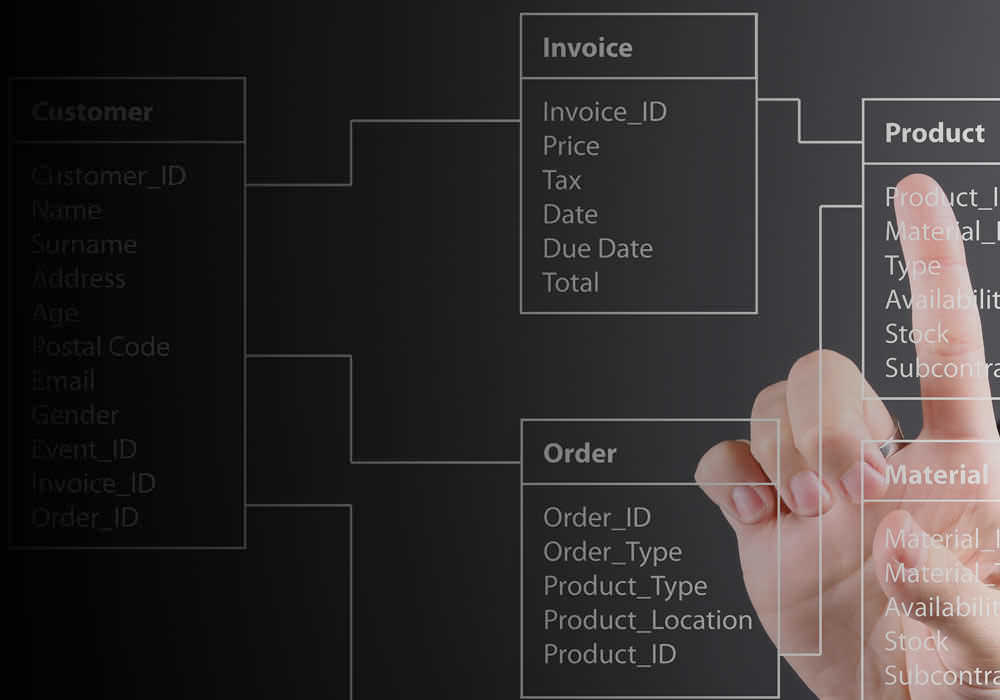 Customer
Customer_ID
Name
Surname
Address
Age
Postal Code
Email
Gender
Event_ID
Invoice_ID
Order_ID
Invoice
Invoice_ID
Price
Tax
Date
Due Date
Total
Order
Order_ID
Order_Type
Product_Type
Product_Location
Product_ID
Product
Product_I
Material_I
Type
Availabilit
Stock
Subcontra
Material
Material_I
Material_T
Availabilit
Stock
Subcontra